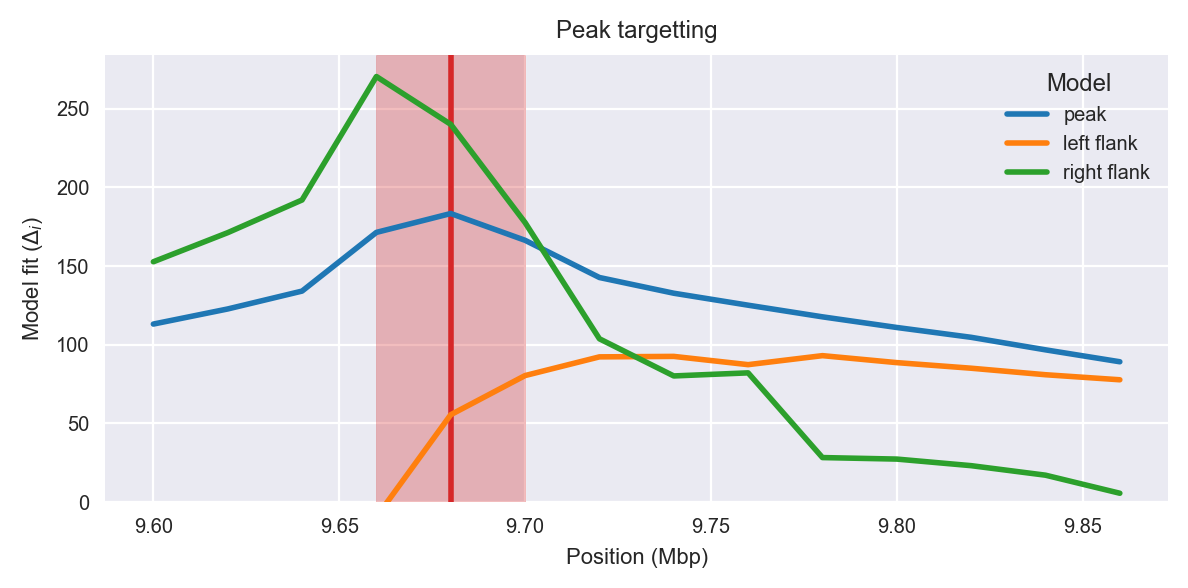 Peak targetting
Model fit (Δi)
250
200
150
100
50
0
Model
peak
left flank
right flank
9.60 9.65 9.70 9.75 9.80 9.85
Position (Mbp)